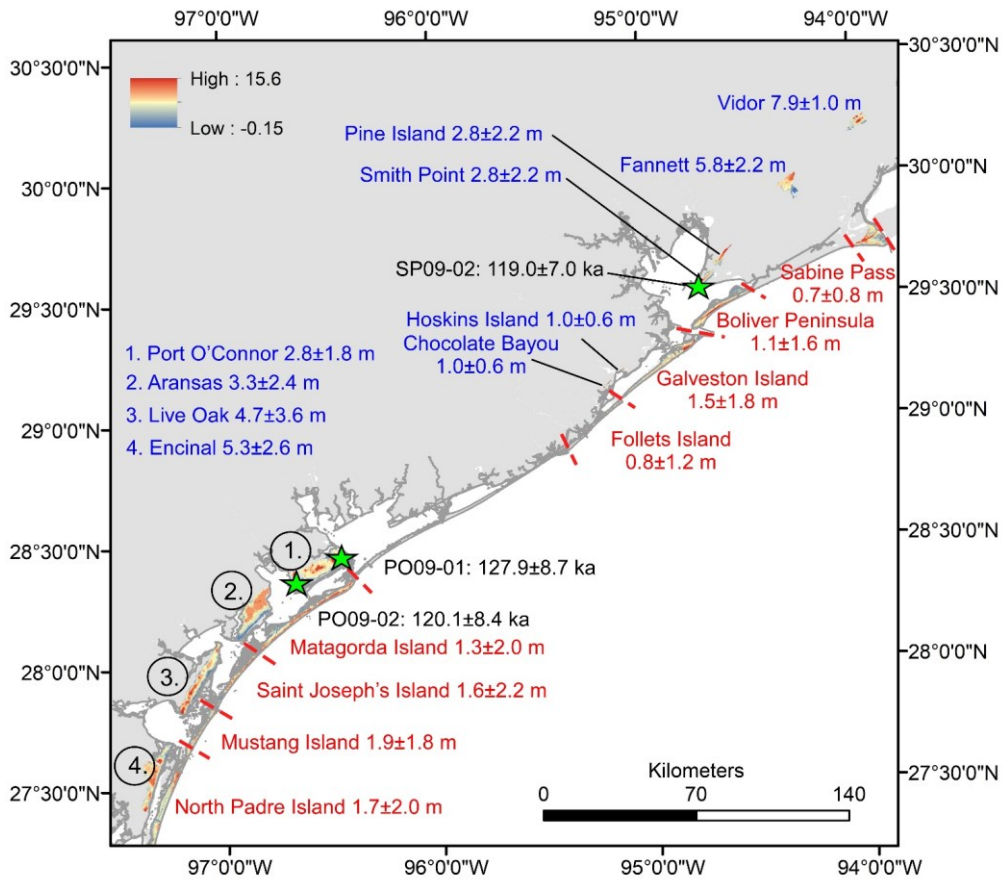 97°0'0"W 96°0'0"W 95°0'0"W 94°0'0"W
30°30'0"N
30°30'0"N
High : 15.6
Low : -0.15
Vidor 7.9±1.0 m
Pine Island 2.8±2.2 m
Fannett 5.8±2.2 m
Smith Point 2.8±2.2 m
30°0'0"N
30°0'0"N
SP09-02: 119.0±7.0 ka
Sabine Pass
0.7±0.8 m
29°30'0"N
29°30'0"N
Hoskins Island 1.0±0.6 m
Chocolate Bayou
1.0±0.6 m
Boliver Peninsula
1.1±1.6 m
1. Port O'Connor 2.8±1.8 m
2. Aransas 3.3±2.4 m
3. Live Oak 4.7±3.6 m
4. Encinal 5.3±2.6 m
Galveston Island
1.5±1.8 m
29°0'0"N
29°0'0"N
Follets Island
0.8±1.2 m
28°30'0"N
28°30'0"N
1.
PO09-01: 127.9±8.7 ka
2.
PO09-02: 120.1±8.4 ka
Matagorda Island 1.3±2.0 m
28°0'0"N
28°0'0"N
3.
Saint Joseph's Island 1.6±2.2 m
Mustang Island 1.9±1.8 m
4.
Kilometers
0 70 140
27°30'0"N
27°30'0"N
North Padre Island 1.7±2.0 m
97°0'0"W 96°0'0"W 95°0'0"W 94°0'0"W